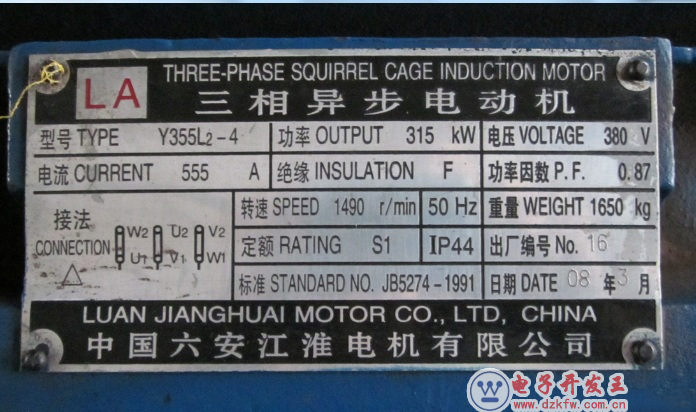 LA
THREE-PHASE SQUIRREL CAGE INDUCTION MOTOR
三相异步电动机
型号 TYPE Y355L2-4 功率 OUTPUT 315 kW 电压 VOLTAGE 380 V
电流 CURRENT 555 A 绝缘 INSULATION F 功率因数 P.F. 0.87
接法 CONNECTION △
W2 U2 V2
U1 V1 W1
转速 SPEED 1490 r/min 50 Hz 重量 WEIGHT 1650 kg
定额 RATING S1 IP44 出厂编号 No. 16
标准 STANDARD NO. JB5274-1991 日期 DATE 08 年 3 月
LUAN JIANGHUAI MOTOR CO., LTD, CHINA
中国六安江淮电机有限公司
电子开发王
www.dzkfw.com